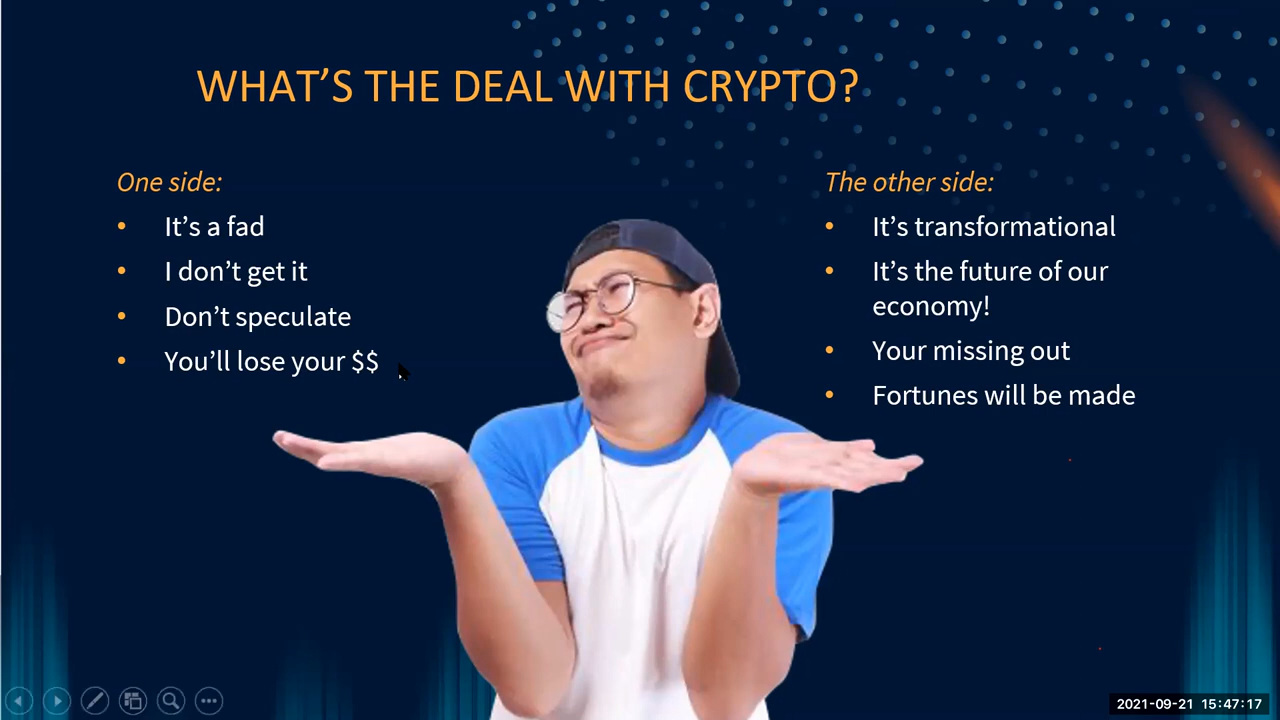 WHAT’S THE DEAL WITH CRYPTO?
One side:
• It’s a fad
• I don’t get it
• Don’t speculate
• You’ll lose your $$
The other side:
• It’s transformational
• It’s the future of our
economy!
• Your missing out
• Fortunes will be made
2021-09-21 15:47:17